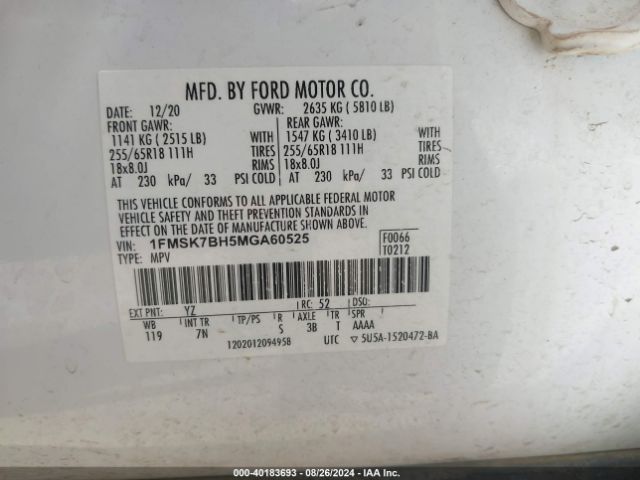 MFD. BY FORD MOTOR CO.
DATE: 12/20 GVWR: 2635 KG ( 5810 LB)
FRONT GAWR: REAR GAWR:
1141 KG ( 2515 LB) WITH 1547 KG ( 3410 LB) WITH
255/65R18 111H TIRES 255/65R18 111H TIRES
18x8.0J RIMS 18x8.0J RIMS
AT 230 kPa/ 33 PSI COLD AT 230 kPa/ 33 PSI COLD
THIS VEHICLE CONFORMS TO ALL APPLICABLE FEDERAL MOTOR
VEHICLE SAFETY AND THEFT PREVENTION STANDARDS IN
EFFECT ON THE DATE OF MANUFACTURE SHOWN ABOVE.
VIN: 1FMSK7BH5MGA60525 F0066
TYPE: MPV T0212
EXT PNT: YZ RC: 52 DSO:
WB INT TR TP/PS R AXLE TR SPR
119 7N S 3B T AAAA
1202012094958 UTC ▽ 5U5A-1520472-BA
000-40183693 - 08/26/2024 - IAA Inc.